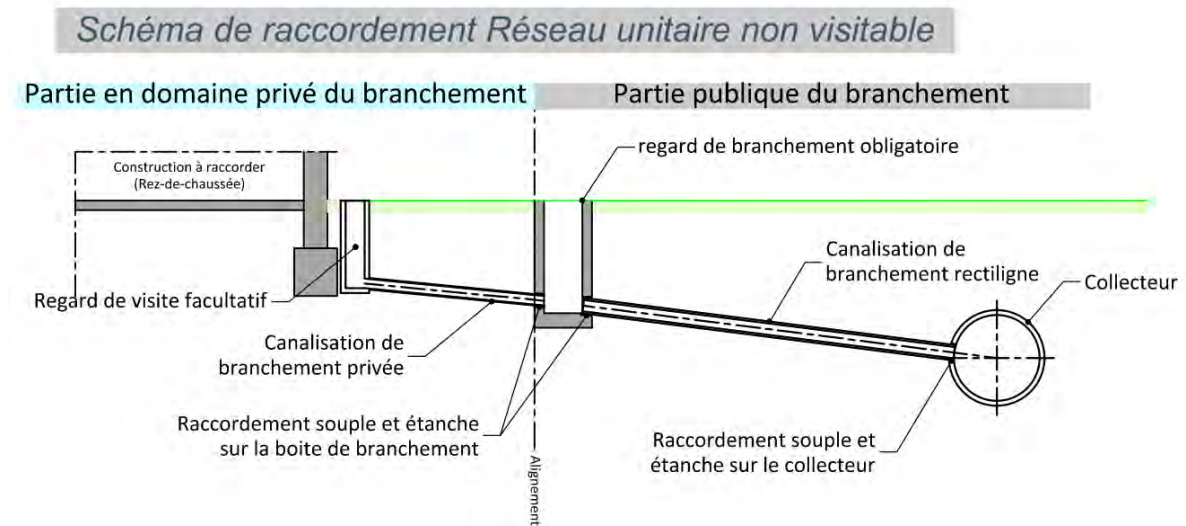 Schéma de raccordement Réseau unitaire non visitable
Partie en domaine privé du branchement
Partie publique du branchement
regard de branchement obligatoire
Construction à raccorder
(Rez-de-chaussée)
Canalisation de
branchement rectiligne
Collecteur
Regard de visite facultatif
Canalisation de
branchement privée
Raccordement souple et étanche
sur la boite de branchement
Raccordement souple et
étanche sur le collecteur
Alignement